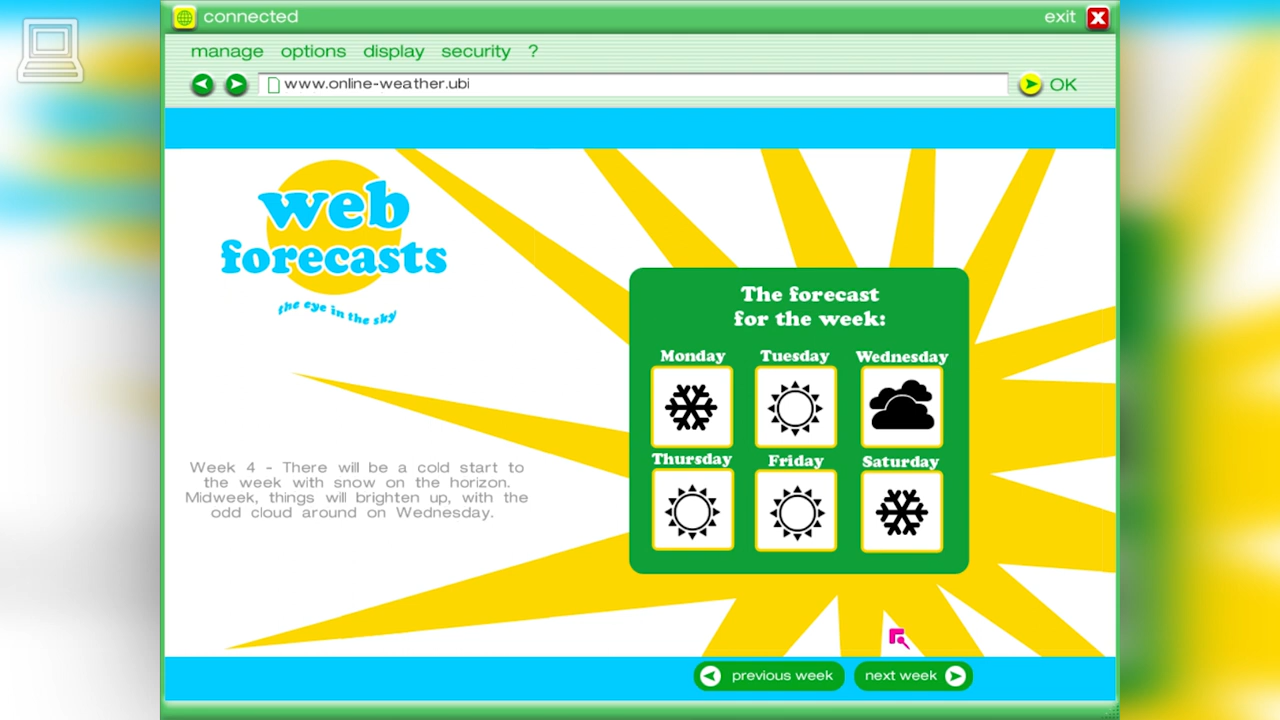 connected
exit
manage options display security ?
www.online-weather.ubi
OK
web
forecasts
the eye in the sky
The forecast
for the week:
Monday Tuesday Wednesday
Thursday Friday Saturday
Week 4 - There will be a cold start to
the week with snow on the horizon.
Midweek, things will brighten up, with the
odd cloud around on Wednesday.
previous week
next week